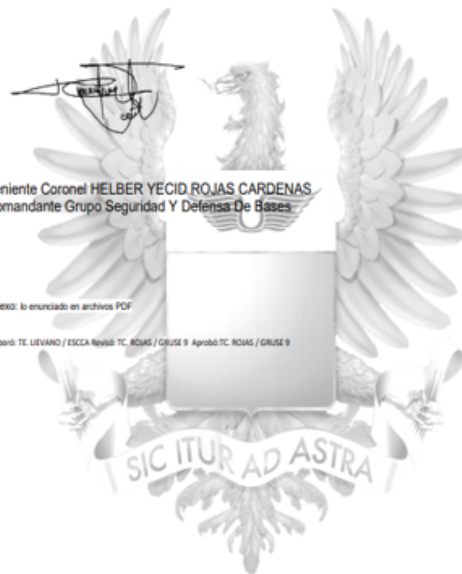 eniente Coronel HELBER YECID ROJAS CARDENAS
omandante Grupo Seguridad Y Defensa De Bases
exo: lo enunciado en archivos PDF
boró: TE. LIEVANO / ESCCA Revisó: TC. ROJAS / GRUSE 9 Aprobó:TC. ROJAS / GRUSE 9
SIC ITUR AD ASTRA